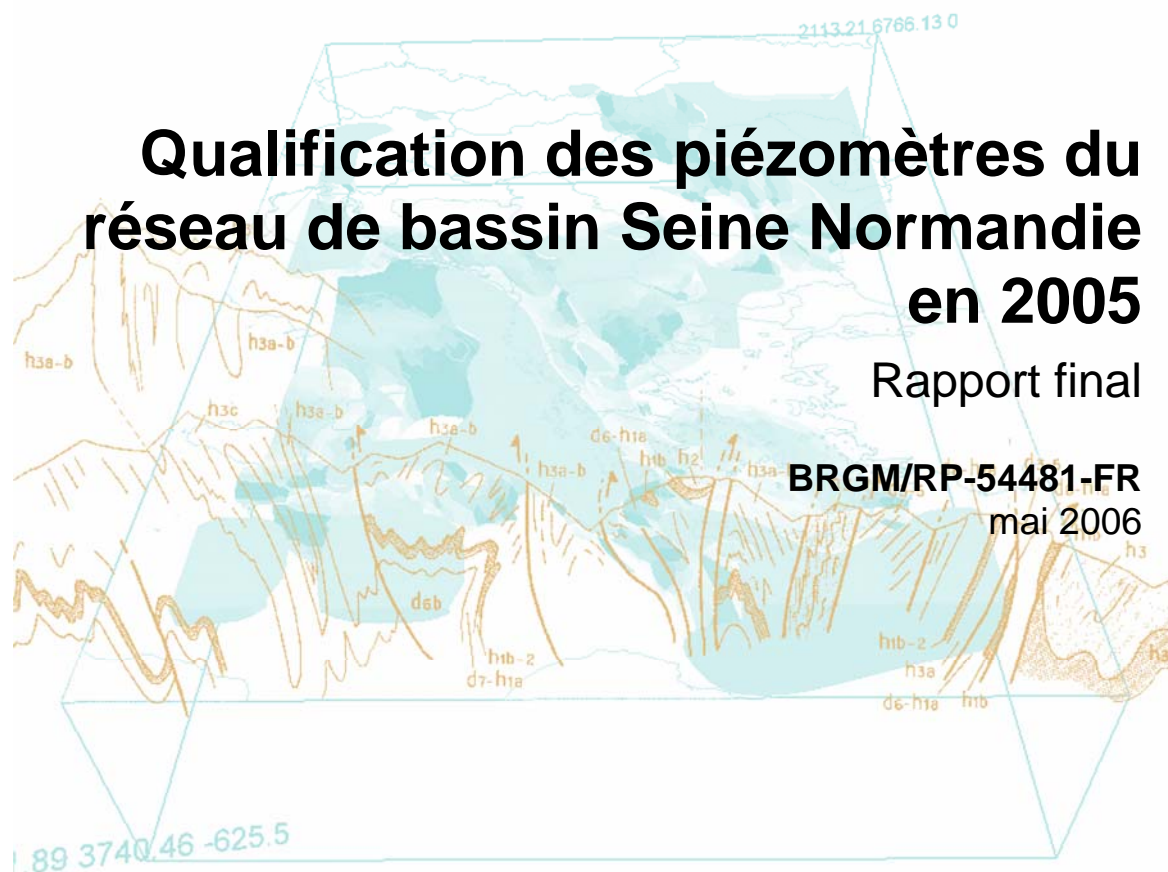 2113.21 6766.13 0
Qualification des piézomètres du
réseau de bassin Seine Normandie
en 2005
Rapport final
BRGM/RP-54481-FR
mai 2006
h3a-b
h3a-b
h3c
h3a-b
h3a-b
d6-h1a
h3a-b
h1b
h2
h3a-b
h3
d6b
h1b-2
d7-h1a
h1b-2
h3a
d6-h1a
h1b
89 3740.46 -625.5